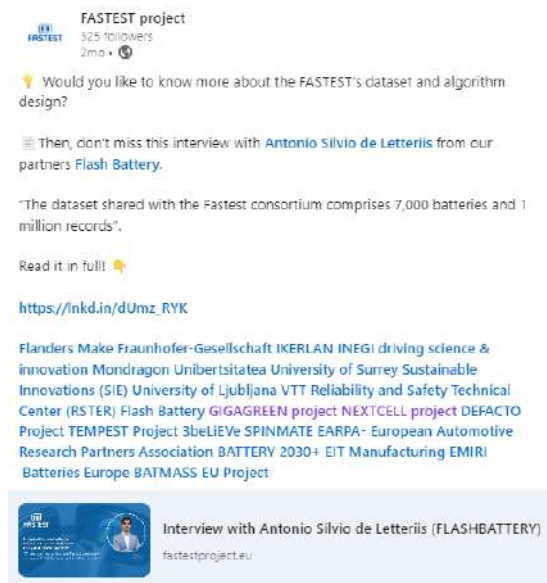 FASTEST project
FASTEST
325 followers
2mo •
Would you like to know more about the FASTEST's dataset and algorithm
design?
Then, don't miss this interview with Antonio Silvio de Letteriis from our
partners Flash Battery.
"The dataset shared with the Fastest consortium comprises 7,000 batteries and 1
million records".
Read it in full!
https://lnkd.in/dUmz_RYK
Flanders Make Fraunhofer-Gesellschaft IKERLAN INEGI driving science &
innovation Mondragon Unibertsitatea University of Surrey Sustainable
Innovations (SIE) University of Ljubljana VTT Reliability and Safety Technical
Center (RSTER) Flash Battery GIGAGREEN project NEXTCELL project DEFACTO
Project TEMPEST Project 3beLiEVe SPINMATE EARPA- European Automotive
Research Partners Association BATTERY 2030+ EIT Manufacturing EMIRI
Batteries Europe BATMASS EU Project
FASTEST
Interview with Antonio Silvio de Letteriis (FLASHBATTERY)
fastestproject.eu